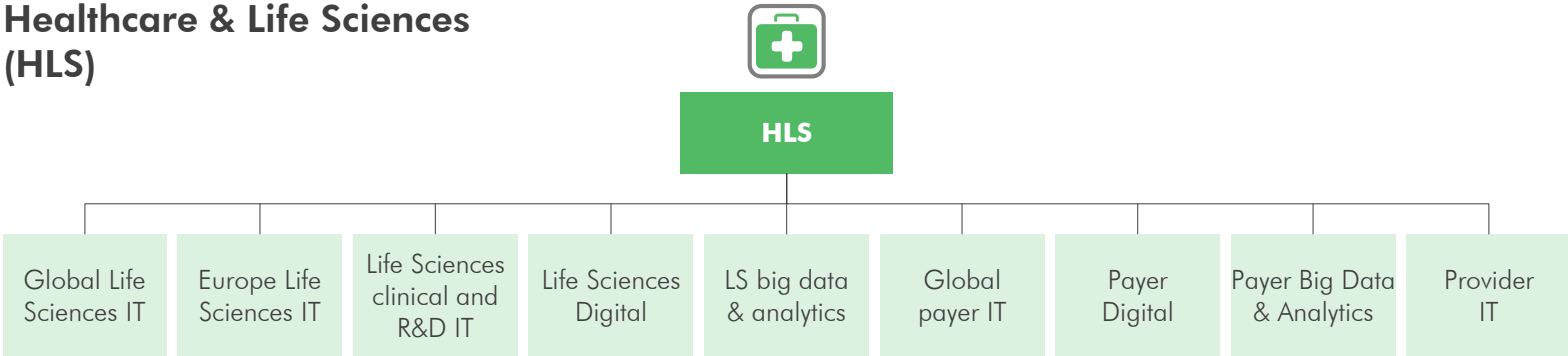 Healthcare & Life Sciences
(HLS)
HLS
Global Life
Sciences IT
Europe Life
Sciences IT
Life Sciences
clinical and
R&D IT
Life Sciences
Digital
LS big data
& analytics
Global
payer IT
Payer
Digital
Payer Big Data
& Analytics
Provider
IT